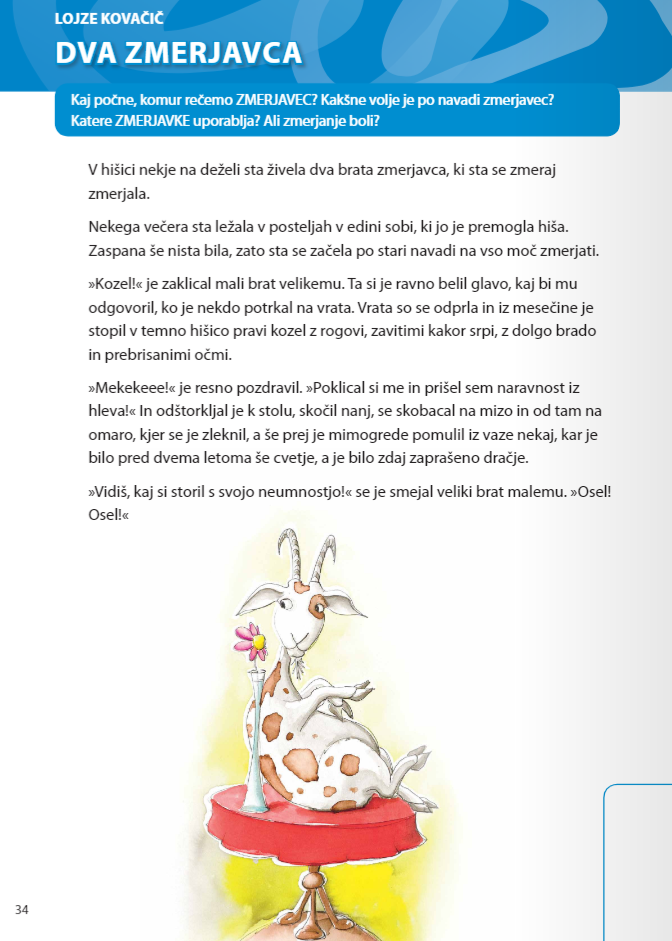 LOJZE KOVAČIČ
DVA ZMERJAVCA
Kaj počne, komur rečemo ZMERJAVEC? Kakšne volje je po navadi zmerjavec?
Katere ZMERJAVKE uporablja? Ali zmerjanje boli?
V hišici nekje na deželi sta živela dva brata zmerjavca, ki sta se zmeraj
zmerjala.
Nekega večera sta ležala v posteljah v edini sobi, ki jo je premogla hiša.
Zaspana še nista bila, zato sta se začela po stari navadi na vso moč zmerjati.
»Kozel!« je zaklical mali brat velikemu. Ta si je ravno belil glavo, kaj bi mu
odgovoril, ko je nekdo potrkal na vrata. Vrata so se odprla in iz mesečine je
stopil v temno hišico pravi kozel z rogovi, zavitimi kakor srpi, z dolgo brado
in prebrisanimi očmi.
»Mekekeee!« je resno pozdravil. »Poklical si me in prišel sem naravnost iz
hleva!« In odštorkljal je k stolu, skočil nanj, se skobacal na mizo in od tam na
omaro, kjer se je zleknil, a še prej je mimogrede pomulil iz vaze nekaj, kar je
bilo pred dvema letoma še cvetje, a je bilo zdaj zaprašeno dračje.
»Vidiš, kaj si storil s svojo neumnostjo!« se je smejal veliki brat malemu. »Osel!
Osel!«
34